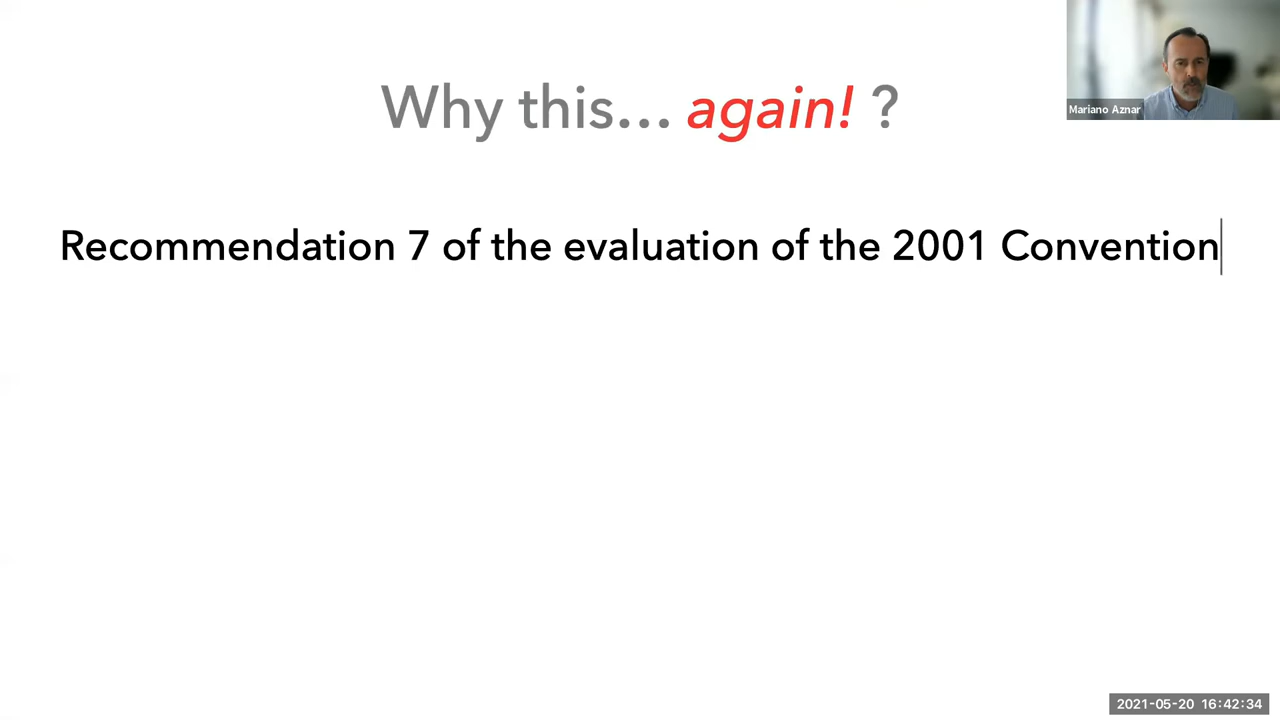 Why this... again! ?
Mariano Aznar
Recommendation 7 of the evaluation of the 2001 Convention
2021-05-20 16:42:34